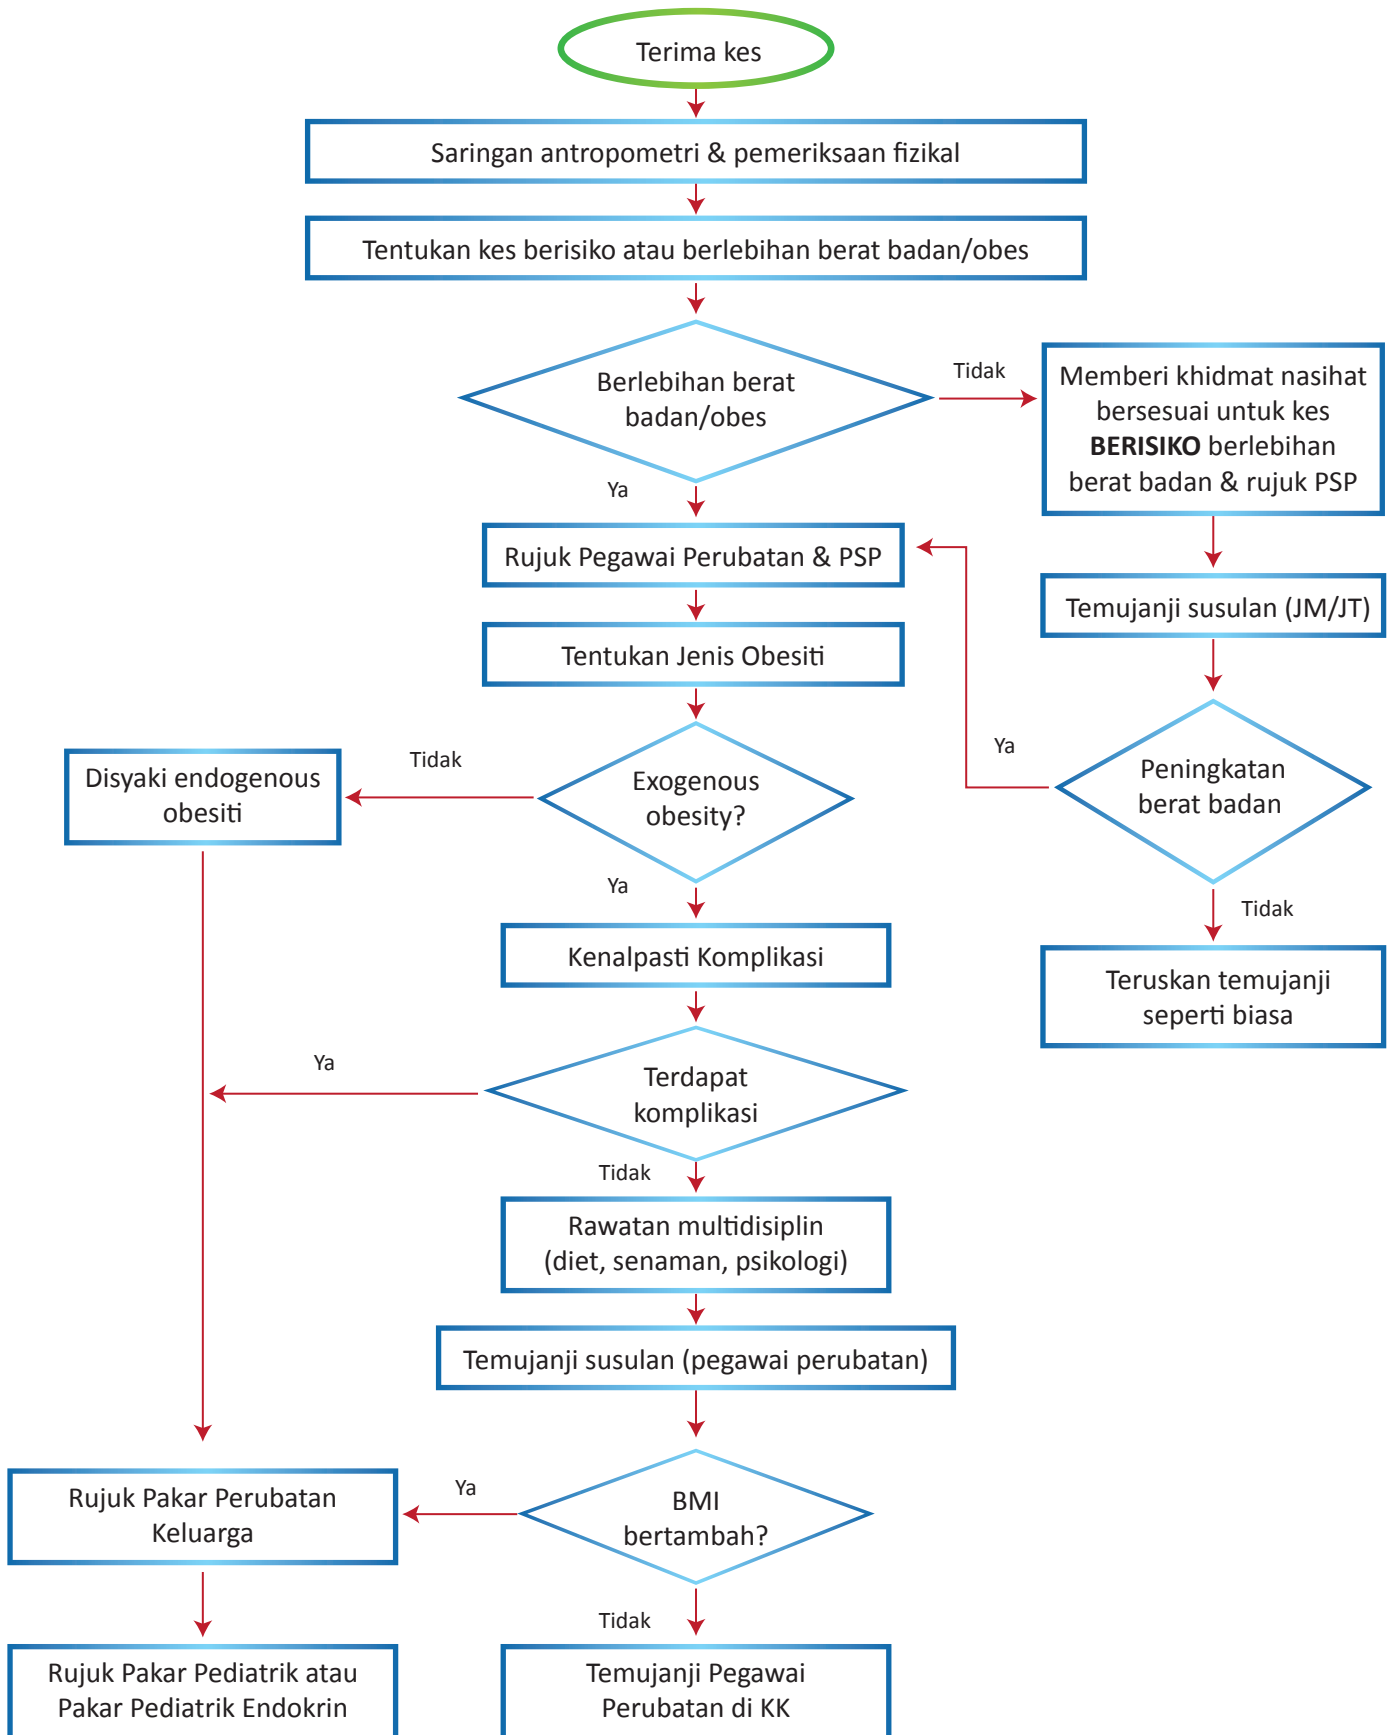 Terima kes
Saringan antropometri & pemeriksaan fizikal
Tentukan kes berisiko atau berlebihan berat badan/obes
Berlebihan berat
badan/obes
Tidak
Memberi khidmat nasihat
bersesuai untuk kes
BERISIKO berlebihan
berat badan & rujuk PSP
Ya
Rujuk Pegawai Perubatan & PSP
Temujanji susulan (JM/JT)
Tentukan Jenis Obesiti
Peningkatan
berat badan
Ya
Tidak
Teruskan temujanji
seperti biasa
Exogenous
obesity?
Tidak
Disyaki endogenous
obesiti
Ya
Kenalpasti Komplikasi
Terdapat
komplikasi
Ya
Tidak
Rawatan multidisiplin
(diet, senaman, psikologi)
Temujanji susulan (pegawai perubatan)
BMI
bertambah?
Ya
Rujuk Pakar Perubatan
Keluarga
Tidak
Rujuk Pakar Pediatrik atau
Pakar Pediatrik Endokrin
Temujanji Pegawai
Perubatan di KK